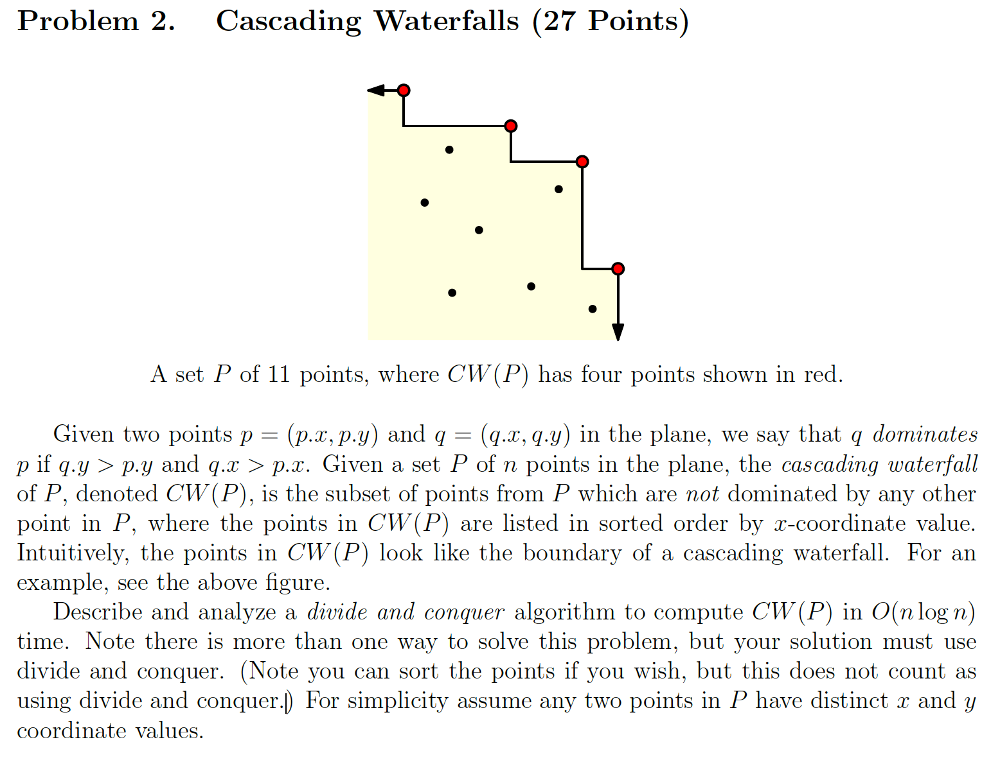 Problem 2. Cascading Waterfalls (27 Points)
A set P of 11 points, where CW(P) has four points shown in red.
Given two points p = (p.x, p.y) and q = (q.x, q.y) in the plane, we say that q dominates
p if q.y > p.y and q.x > p.x. Given a set P of n points in the plane, the cascading waterfall
of P, denoted CW(P), is the subset of points from P which are not dominated by any other
point in P, where the points in CW(P) are listed in sorted order by x-coordinate value.
Intuitively, the points in CW(P) look like the boundary of a cascading waterfall. For an
example, see the above figure.
Describe and analyze a divide and conquer algorithm to compute CW(P) in O(n log n)
time. Note there is more than one way to solve this problem, but your solution must use
divide and conquer. (Note you can sort the points if you wish, but this does not count as
using divide and conquer.) For simplicity assume any two points in P have distinct x and y
coordinate values.